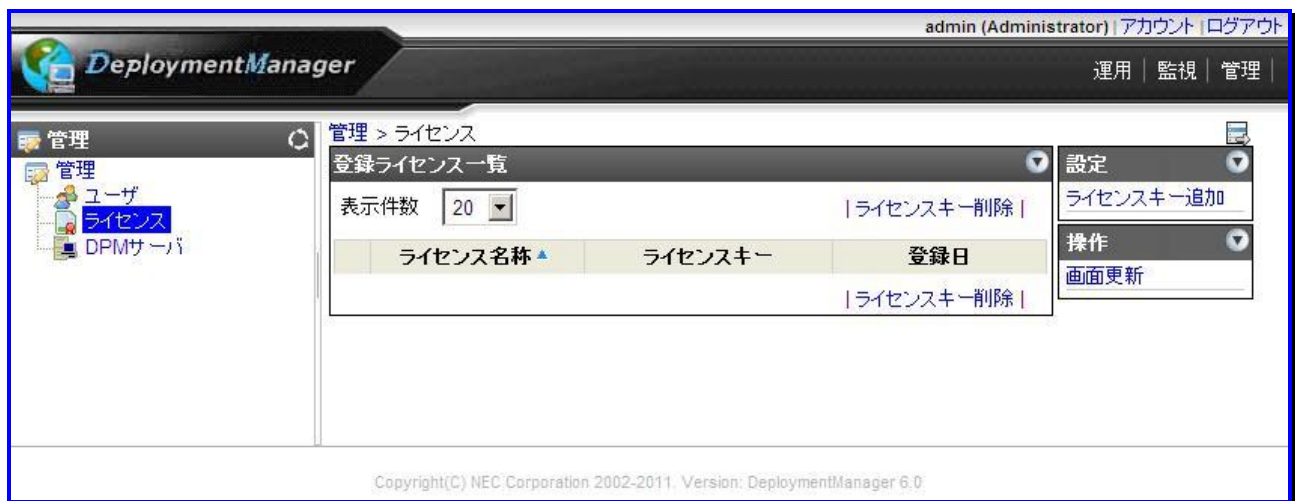 admin (Administrator) | アカウント | ログアウト
DeploymentManager
運用 | 監視 | 管理 |
管理
管理
ユーザ
ライセンス
DPMサーバ
管理 > ライセンス
登録ライセンス一覧
表示件数 20 | ライセンスキー削除 |
ライセンス名称 ライセンスキー 登録日
| ライセンスキー削除 |
設定
ライセンスキー追加
操作
画面更新
Copyright(C) NEC Corporation 2002-2011. Version: DeploymentManager 6.0